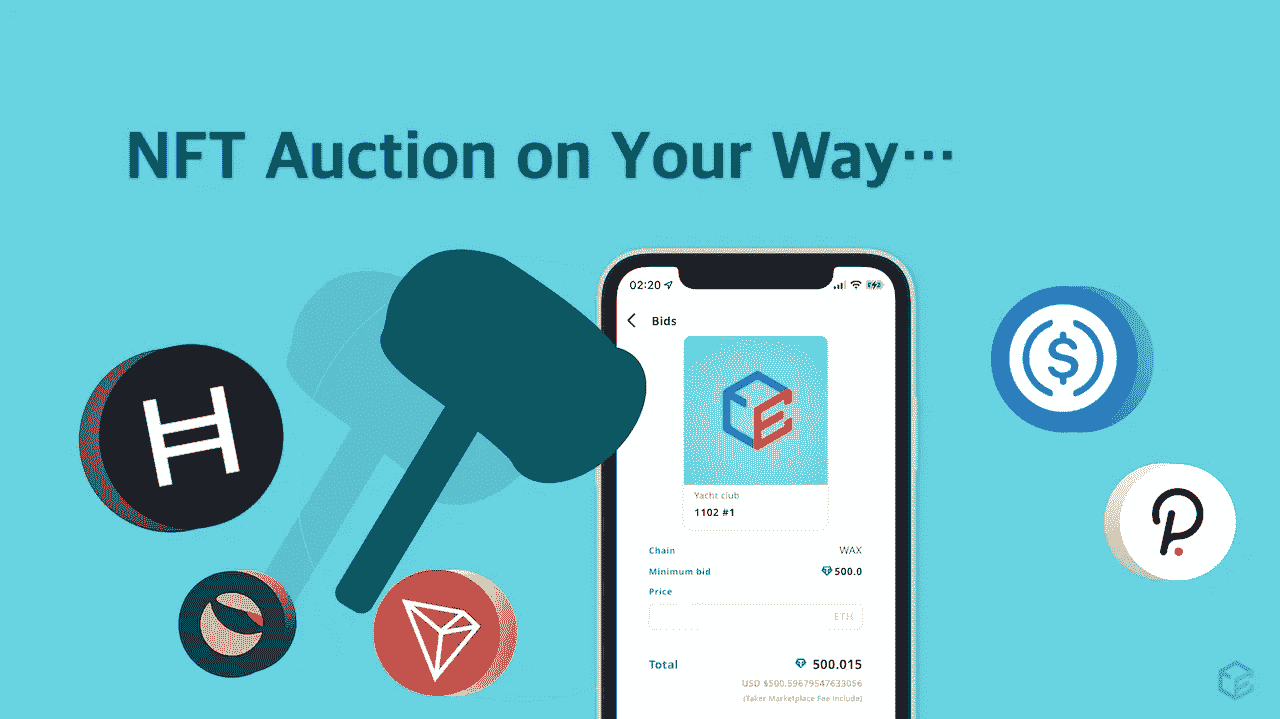 NFT Auction on Your Way…
02:20
Bids
Yacht club
1102 #1
Chain WAX
Minimum bid 500.0
Price
ETH
Total 500.015
USD $500.59679547633056
(Taker Marketplace Fee Include)